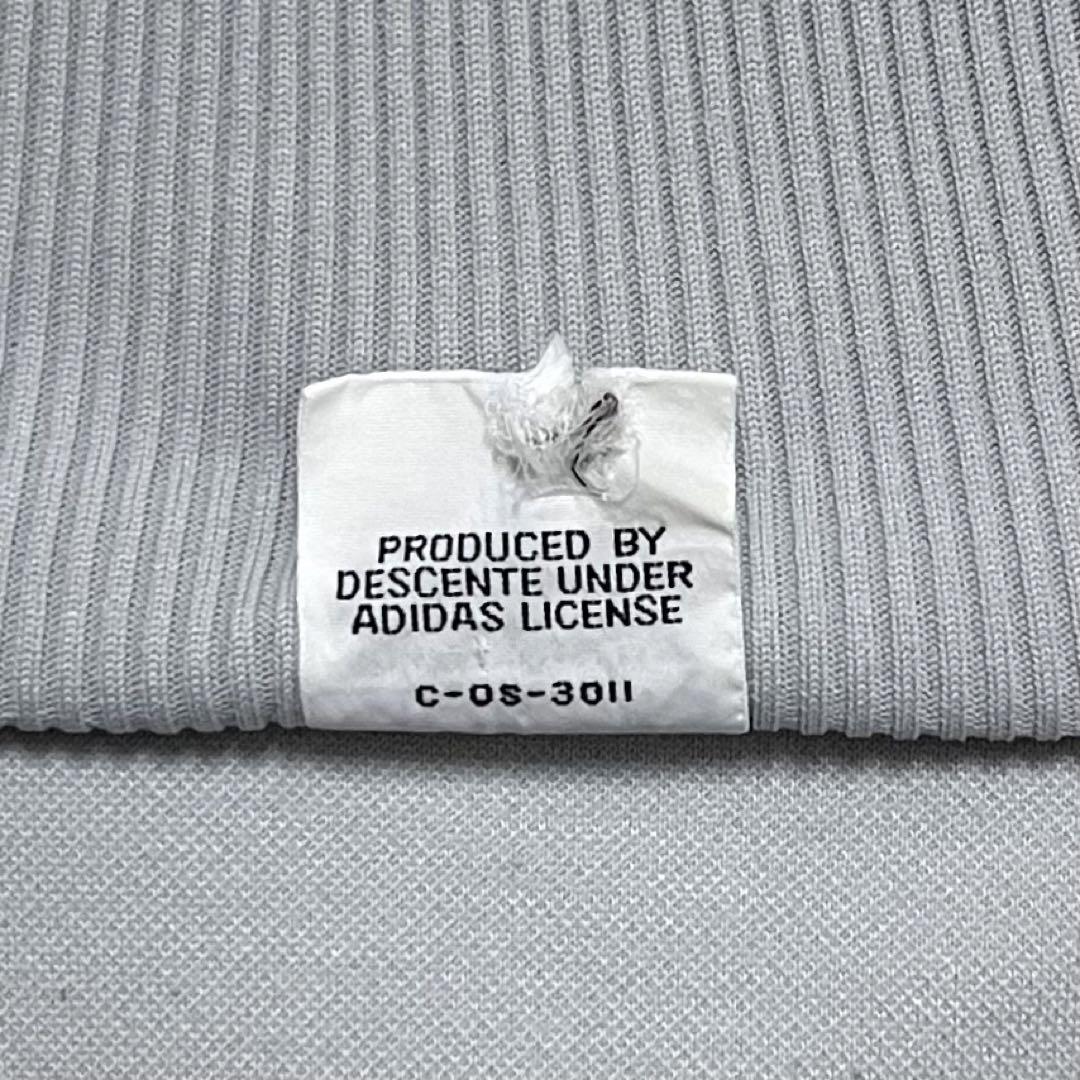 PRODUCED BY
DESCENTE UNDER
ADIDAS LICENSE
C-OS-3011